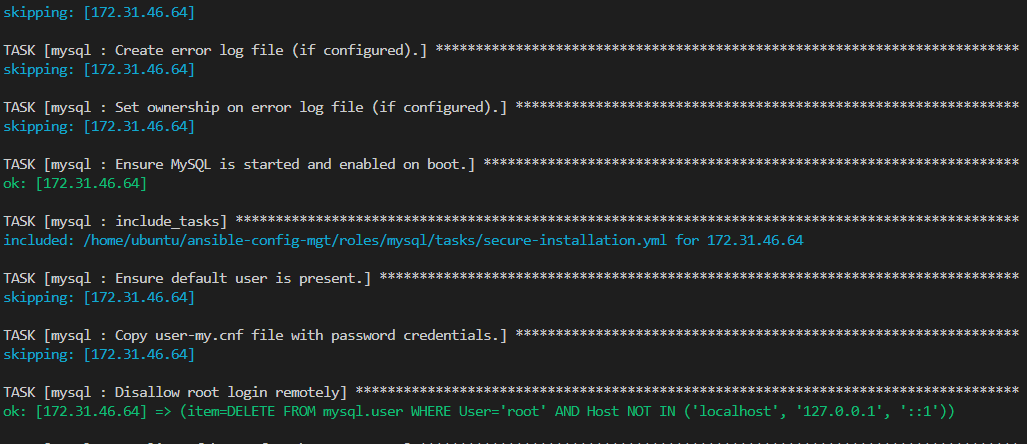 skipping: [172.31.46.64]
TASK [mysql : Create error log file (if configured).] *************************************************************************
skipping: [172.31.46.64]
TASK [mysql : Set ownership on error log file (if configured).] ***************************************************************
skipping: [172.31.46.64]
TASK [mysql : Ensure MySQL is started and enabled on boot.] *******************************************************************
ok: [172.31.46.64]
TASK [mysql : include_tasks] **************************************************************************************************
included: /home/ubuntu/ansible-config-mgt/roles/mysql/tasks/secure-installation.yml for 172.31.46.64
TASK [mysql : Ensure default user is present.] ********************************************************************************
skipping: [172.31.46.64]
TASK [mysql : Copy user-my.cnf file with password credentials.] ***************************************************************
skipping: [172.31.46.64]
TASK [mysql : Disallow root login remotely] ***********************************************************************************
ok: [172.31.46.64] => (item=DELETE FROM mysql.user WHERE User='root' AND Host NOT IN ('localhost', '127.0.0.1', '::1'))